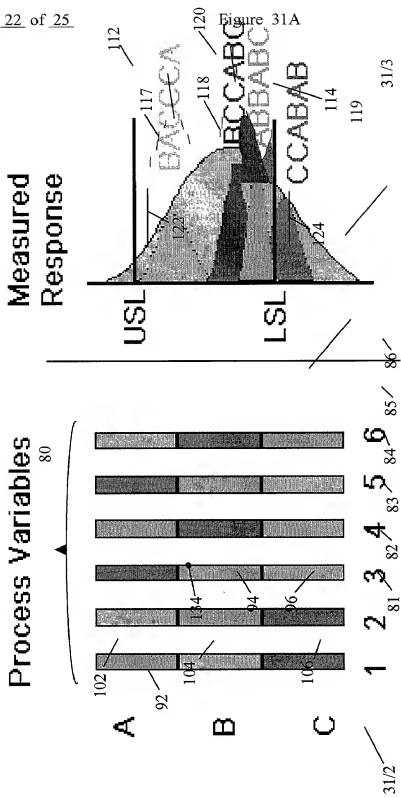 22 of 25
Figure 31A
Process Variables
80
A
B
C
102
92
104
106
134
94
96
1
2
3
4
5
6
81
82
83
84
85
86
31/2
Measured
Response
USL
LSL
112
117
118
120
122
124
114
119
BACCCA
BCCABC
ABBABC
CCABAB
31/3